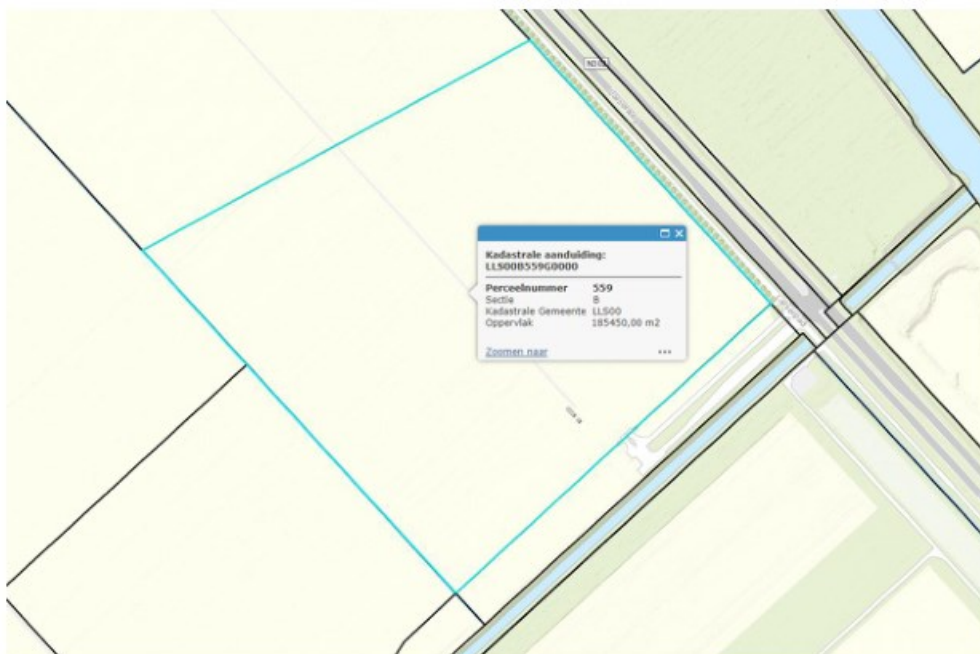 Kadastrale aanduiding:
LLS00B559G0000
Perceelnummer 559
Sectie B
Kadastrale Gemeente LLS00
Oppervlak 185450,00 m2
Zoomen naar